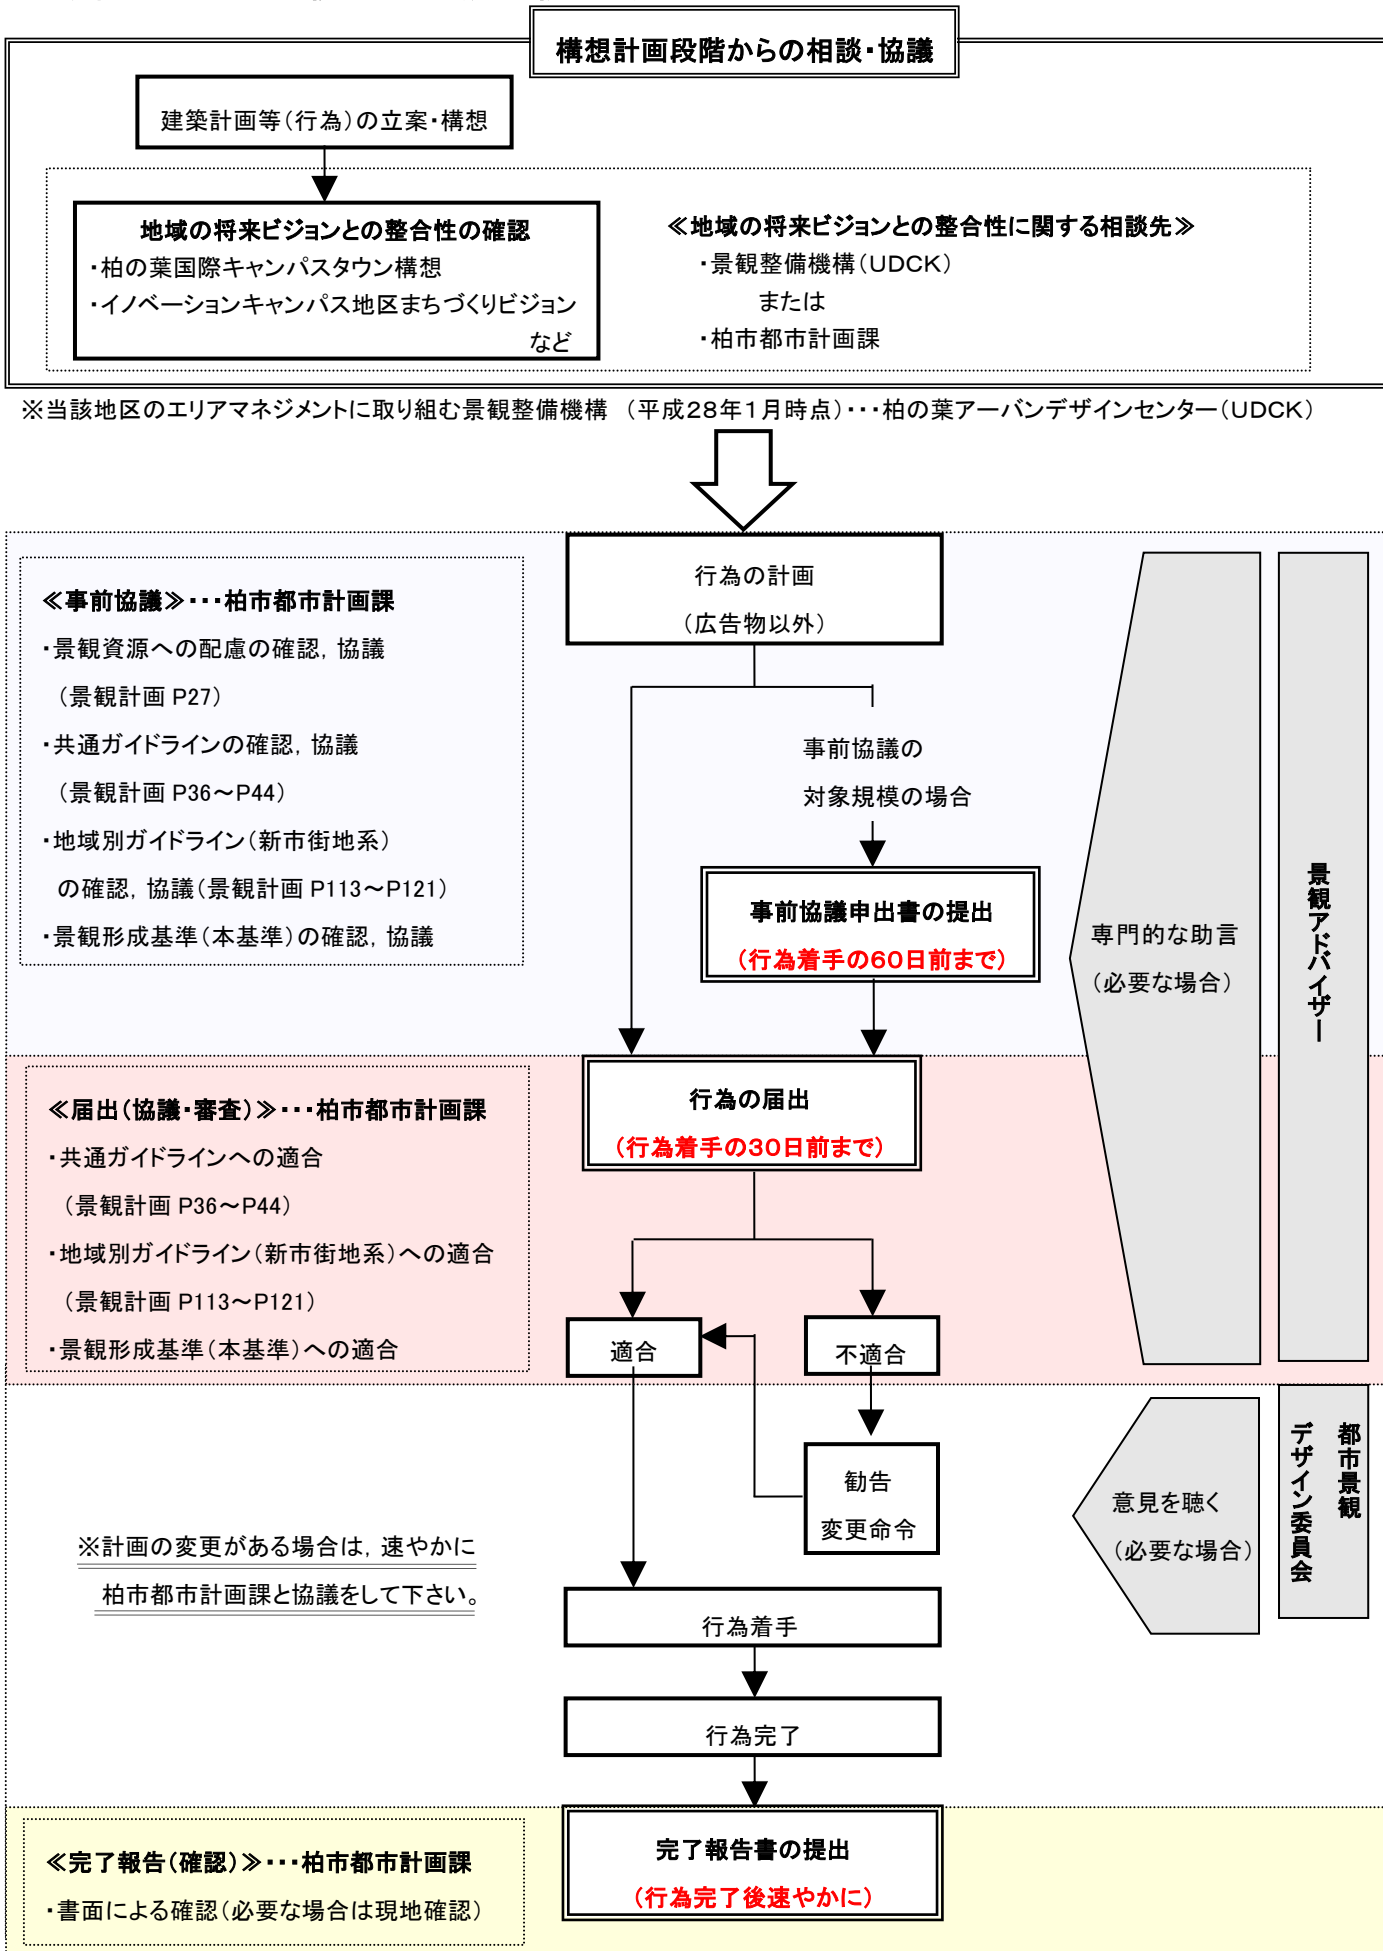 構想計画段階からの相談・協議
建築計画等(行為)の立案・構想
地域の将来ビジョンとの整合性の確認
・柏の葉国際キャンパスタウン構想
・イノベーションキャンパス地区まちづくりビジョン
など
≪地域の将来ビジョンとの整合性に関する相談先≫
・景観整備機構(UDCK)
または
・柏市都市計画課
※当該地区のエリアマネジメントに取り組む景観整備機構 (平成28年1月時点)・・・柏の葉アーバンデザインセンター(UDCK)
行為の計画
(広告物以外)
≪事前協議≫・・・柏市都市計画課
・景観資源への配慮の確認, 協議
(景観計画 P27)
・共通ガイドラインの確認, 協議
(景観計画 P36~P44)
・地域別ガイドライン(新市街地系)
の確認, 協議(景観計画 P113~P121)
・景観形成基準(本基準)の確認, 協議
事前協議の
対象規模の場合
事前協議申出書の提出
(行為着手の60日前まで)
専門的な助言
(必要な場合)
景観アドバイザー
≪届出(協議・審査)≫・・・柏市都市計画課
・共通ガイドラインへの適合
(景観計画 P36~P44)
・地域別ガイドライン(新市街地系)への適合
(景観計画 P113~P121)
・景観形成基準(本基準)への適合
行為の届出
(行為着手の30日前まで)
適合
不適合
勧告
変更命令
意見を聴く
(必要な場合)
都市景観
デザイン委員会
※計画の変更がある場合は, 速やかに
柏市都市計画課と協議をして下さい。
行為着手
行為完了
≪完了報告(確認)≫・・・柏市都市計画課
・書面による確認(必要な場合は現地確認)
完了報告書の提出
(行為完了後速やかに)